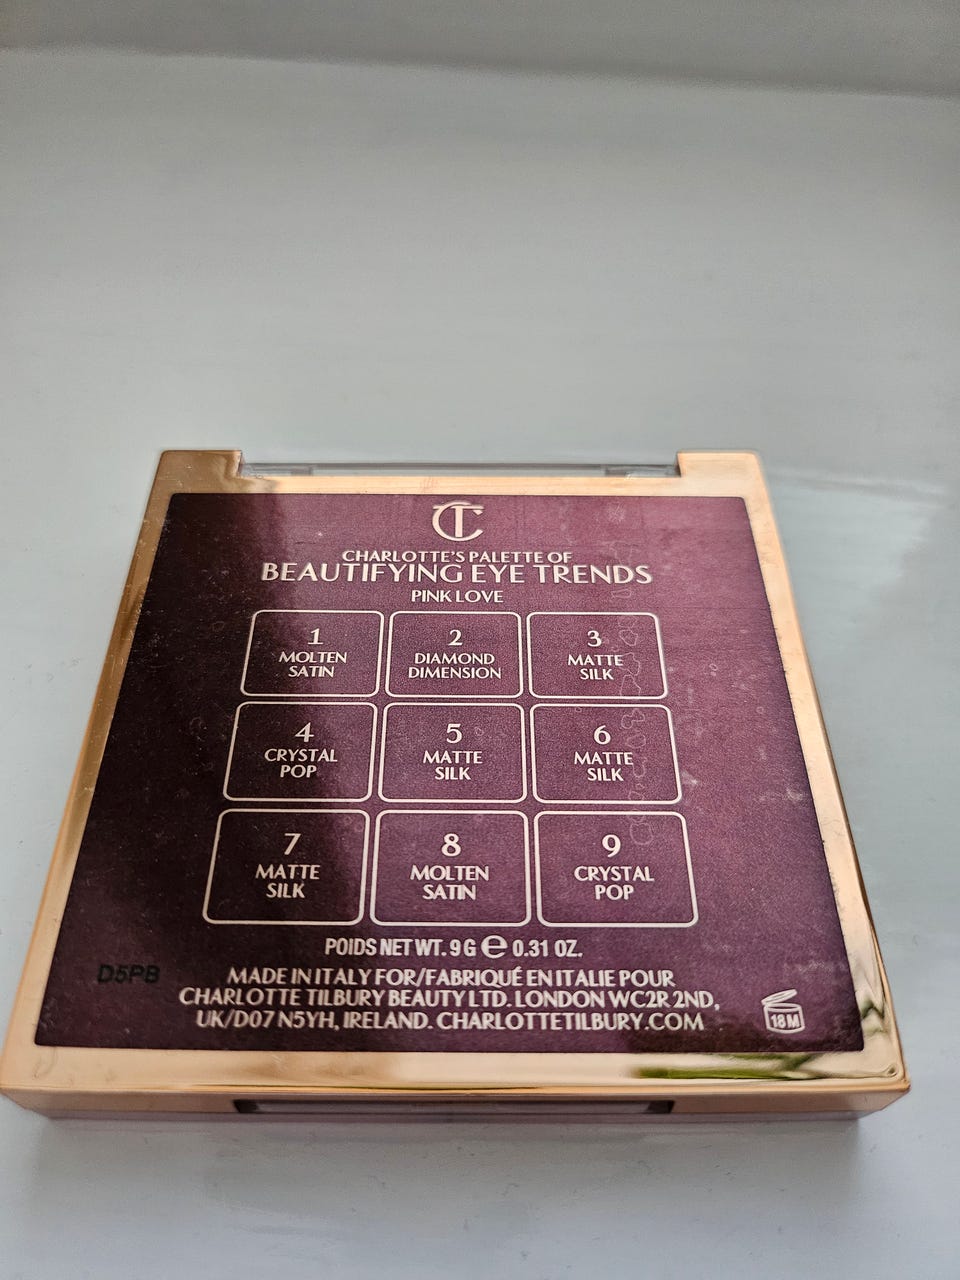 CT
CHARLOTTE'S PALETTE OF
BEAUTIFYING EYE TRENDS
PINK LOVE
1
MOLTEN
SATIN
2
DIAMOND
DIMENSION
3
MATTE
SILK
4
CRYSTAL
POP
5
MATTE
SILK
6
MATTE
SILK
7
MATTE
SILK
8
MOLTEN
SATIN
9
CRYSTAL
POP
POIDS NET WT. 9 G ℮ 0.31 OZ.
D5PB
MADE IN ITALY FOR/FABRIQUÉ EN ITALIE POUR
CHARLOTTE TILBURY BEAUTY LTD. LONDON WC2R 2ND,
UK/D07 N5YH, IRELAND. CHARLOTTETILBURY.COM
18 M